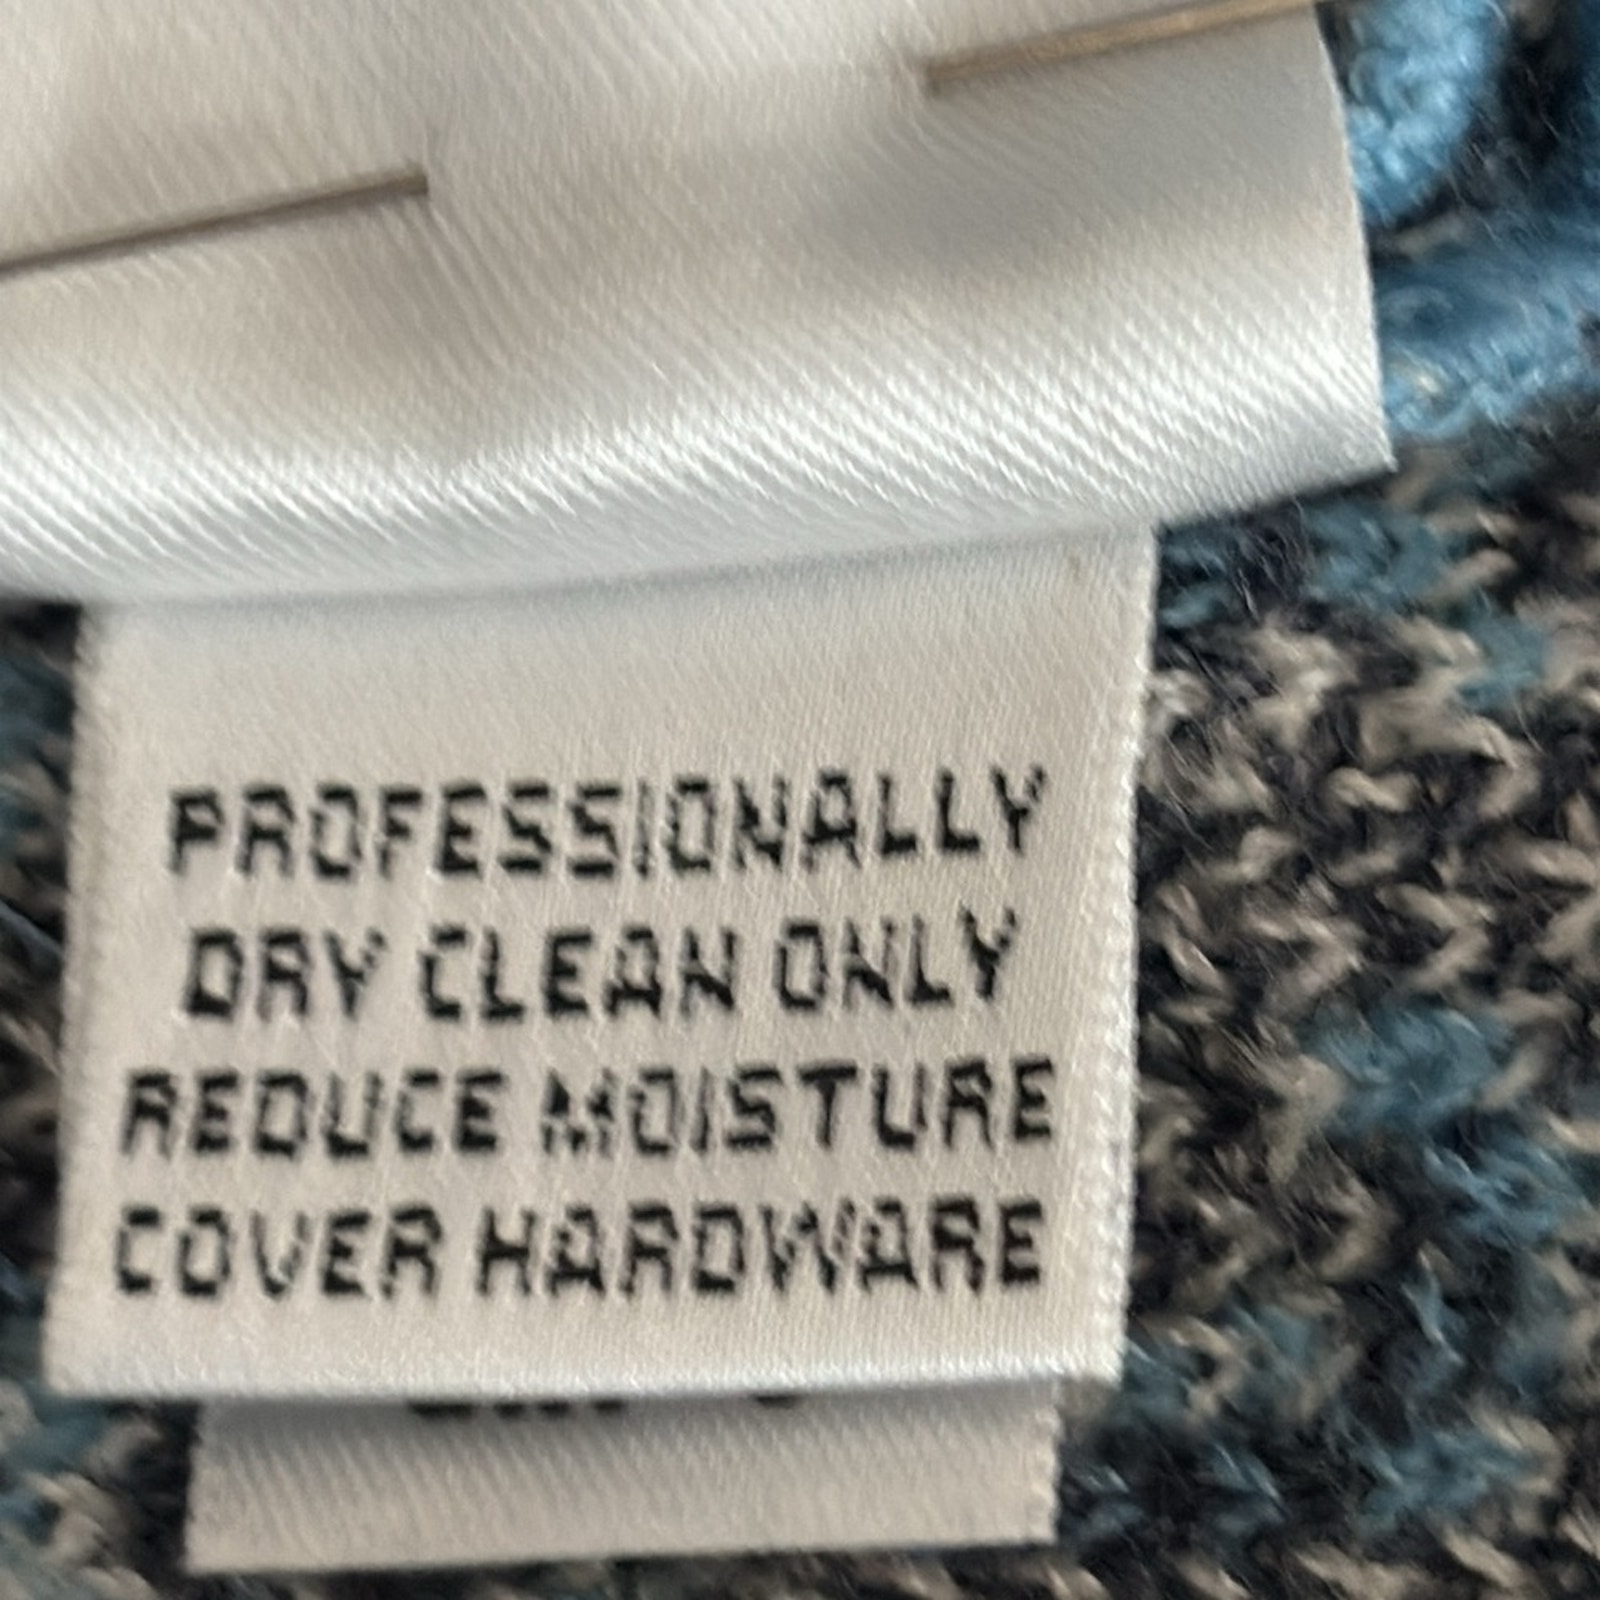 PROFESSIONALLY
DRY CLEAN ONLY
REDUCE MOISTURE
COVER HARDWARE